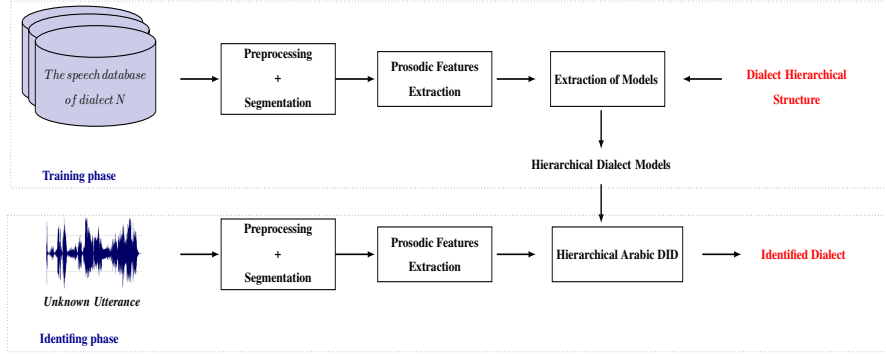 The speech database
of dialect N
Preprocessing
+
Segmentation
Prosodic Features
Extraction
Extraction of Models
Dialect Hierarchical
Structure
Hierarchical Dialect Models
Training phase
Unknown Utterance
Preprocessing
+
Segmentation
Prosodic Features
Extraction
Hierarchical Arabic DID
Identified Dialect
Identifing phase